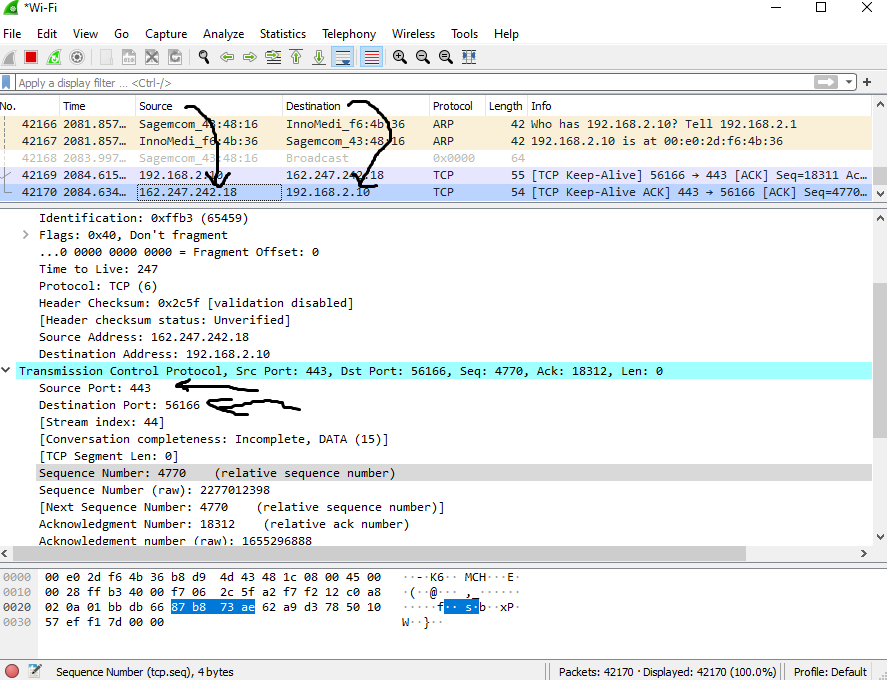 *Wi-Fi
File Edit View Go Capture Analyze Statistics Telephony Wireless Tools Help
Apply a display filter ... <Ctrl-/>
No. Time Source Destination Protocol Length Info
42166 2081.857… Sagemcom_43:48:16 InnoMedi_f6:4b:36 ARP 42 Who has 192.168.2.10? Tell 192.168.2.1
42167 2081.857… InnoMedi_f6:4b:36 Sagemcom_43:48:16 ARP 42 192.168.2.10 is at 00:e0:2d:f6:4b:36
42168 2083.997… Sagemcom_43:48:16 Broadcast 0x0000 64
42169 2084.615… 192.168.2.10 162.247.242.18 TCP 55 [TCP Keep-Alive] 56166 → 443 [ACK] Seq=18311 Ac…
42170 2084.634… 162.247.242.18 192.168.2.10 TCP 54 [TCP Keep-Alive ACK] 443 → 56166 [ACK] Seq=4770…
Identification: 0xffb3 (65459)
Flags: 0x40, Don't fragment
...0 0000 0000 0000 = Fragment Offset: 0
Time to Live: 247
Protocol: TCP (6)
Header Checksum: 0x2c5f [validation disabled]
[Header checksum status: Unverified]
Source Address: 162.247.242.18
Destination Address: 192.168.2.10
Transmission Control Protocol, Src Port: 443, Dst Port: 56166, Seq: 4770, Ack: 18312, Len: 0
Source Port: 443
Destination Port: 56166
[Stream index: 44]
[Conversation completeness: Incomplete, DATA (15)]
[TCP Segment Len: 0]
Sequence Number: 4770 (relative sequence number)
Sequence Number (raw): 2277012398
[Next Sequence Number: 4770 (relative sequence number)]
Acknowledgment Number: 18312 (relative ack number)
Acknowledgment number (raw): 1655296888
0000 00 e0 2d f6 4b 36 b8 d9 4d 43 48 1c 08 00 45 00 ··-·K6·· MCH···E·
0010 00 28 ff b3 40 00 f7 06 2c 5f a2 f7 f2 12 c0 a8 ·(··@··· ,_······
0020 02 0a 01 bb db 66 87 b8 73 ae 62 a9 d3 78 50 10 ·····f·· s·b··xP·
0030 57 ef f1 7d 00 00 W··}··
Sequence Number (tcp.seq), 4 bytes Packets: 42170 · Displayed: 42170 (100.0%) Profile: Default